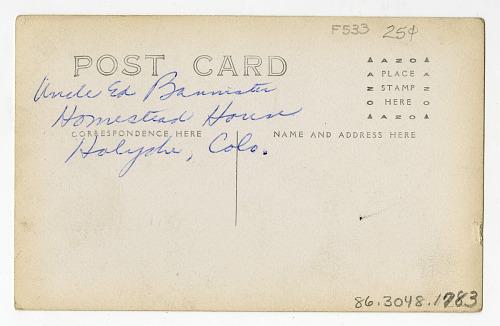 F533 25¢
POST CARD
AZO
PLACE
STAMP
HERE
AZO
Uncle Ed Bannister
Homestead House
CORRESPONDENCE HERE
NAME AND ADDRESS HERE
Holyoke, Colo.
86.3048.1783